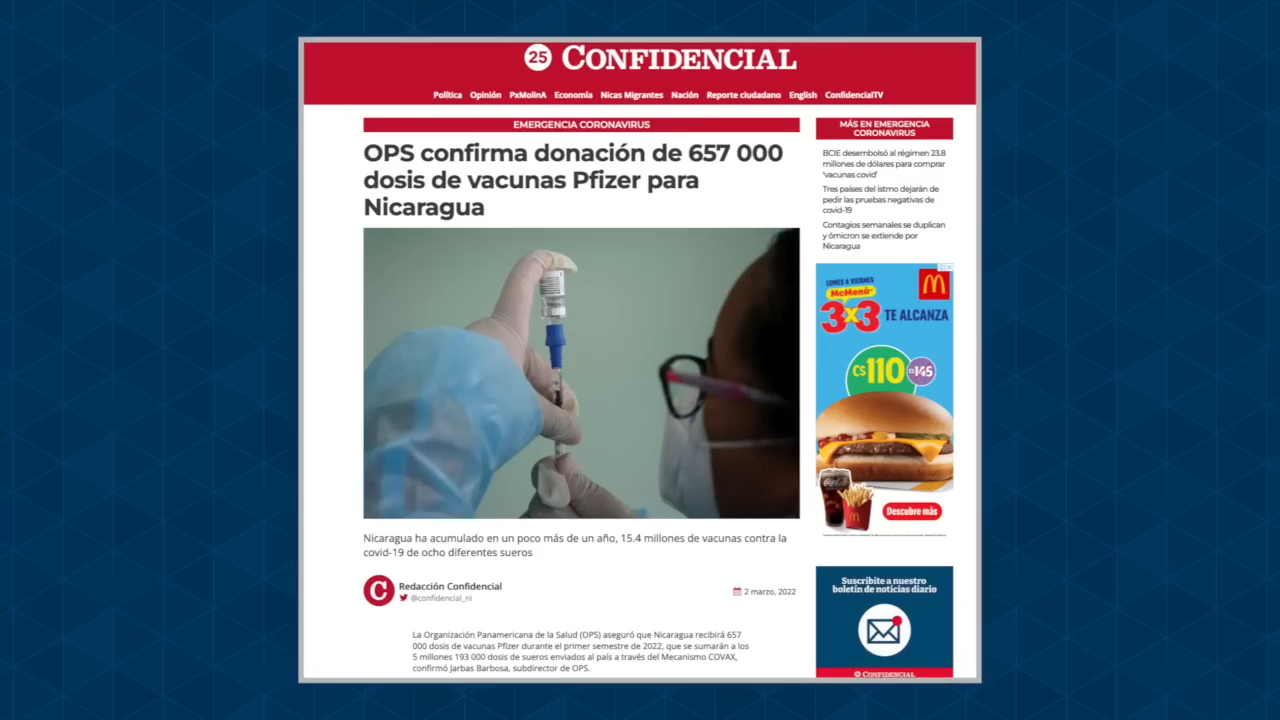 25 CONFIDENCIAL
Política Opinión PxMolinA Economía Nicas Migrantes Nación Reporte ciudadano English ConfidencialTV
EMERGENCIA CORONAVIRUS
OPS confirma donación de 657 000
dosis de vacunas Pfizer para
Nicaragua
Nicaragua ha acumulado en un poco más de un año, 15.4 millones de vacunas contra la
covid-19 de ocho diferentes sueros
C
Redacción Confidencial
@confidencial_ni
2 marzo, 2022
La Organización Panamericana de la Salud (OPS) aseguró que Nicaragua recibirá 657
000 dosis de vacunas Pfizer durante el primer semestre de 2022, que se sumarán a los
5 millones 193 000 dosis de sueros enviados al país a través del Mecanismo COVAX,
confirmó Jarbas Barbosa, subdirector de OPS.
MÁS EN EMERGENCIA
CORONAVIRUS
BCIE desembolsó al régimen 23.8
millones de dólares para comprar
‘vacunas covid’
Tres países del istmo dejarán de
pedir las pruebas negativas de
covid-19
Contagios semanales se duplican
y ómicron se extiende por
Nicaragua
LUNES A VIERNES
McMenú
3x3 TE ALCANZA
C$110 C$145
Coca-Cola
Descubre más
Suscribite a nuestro
boletín de noticias diario
CONFIDENCIAL